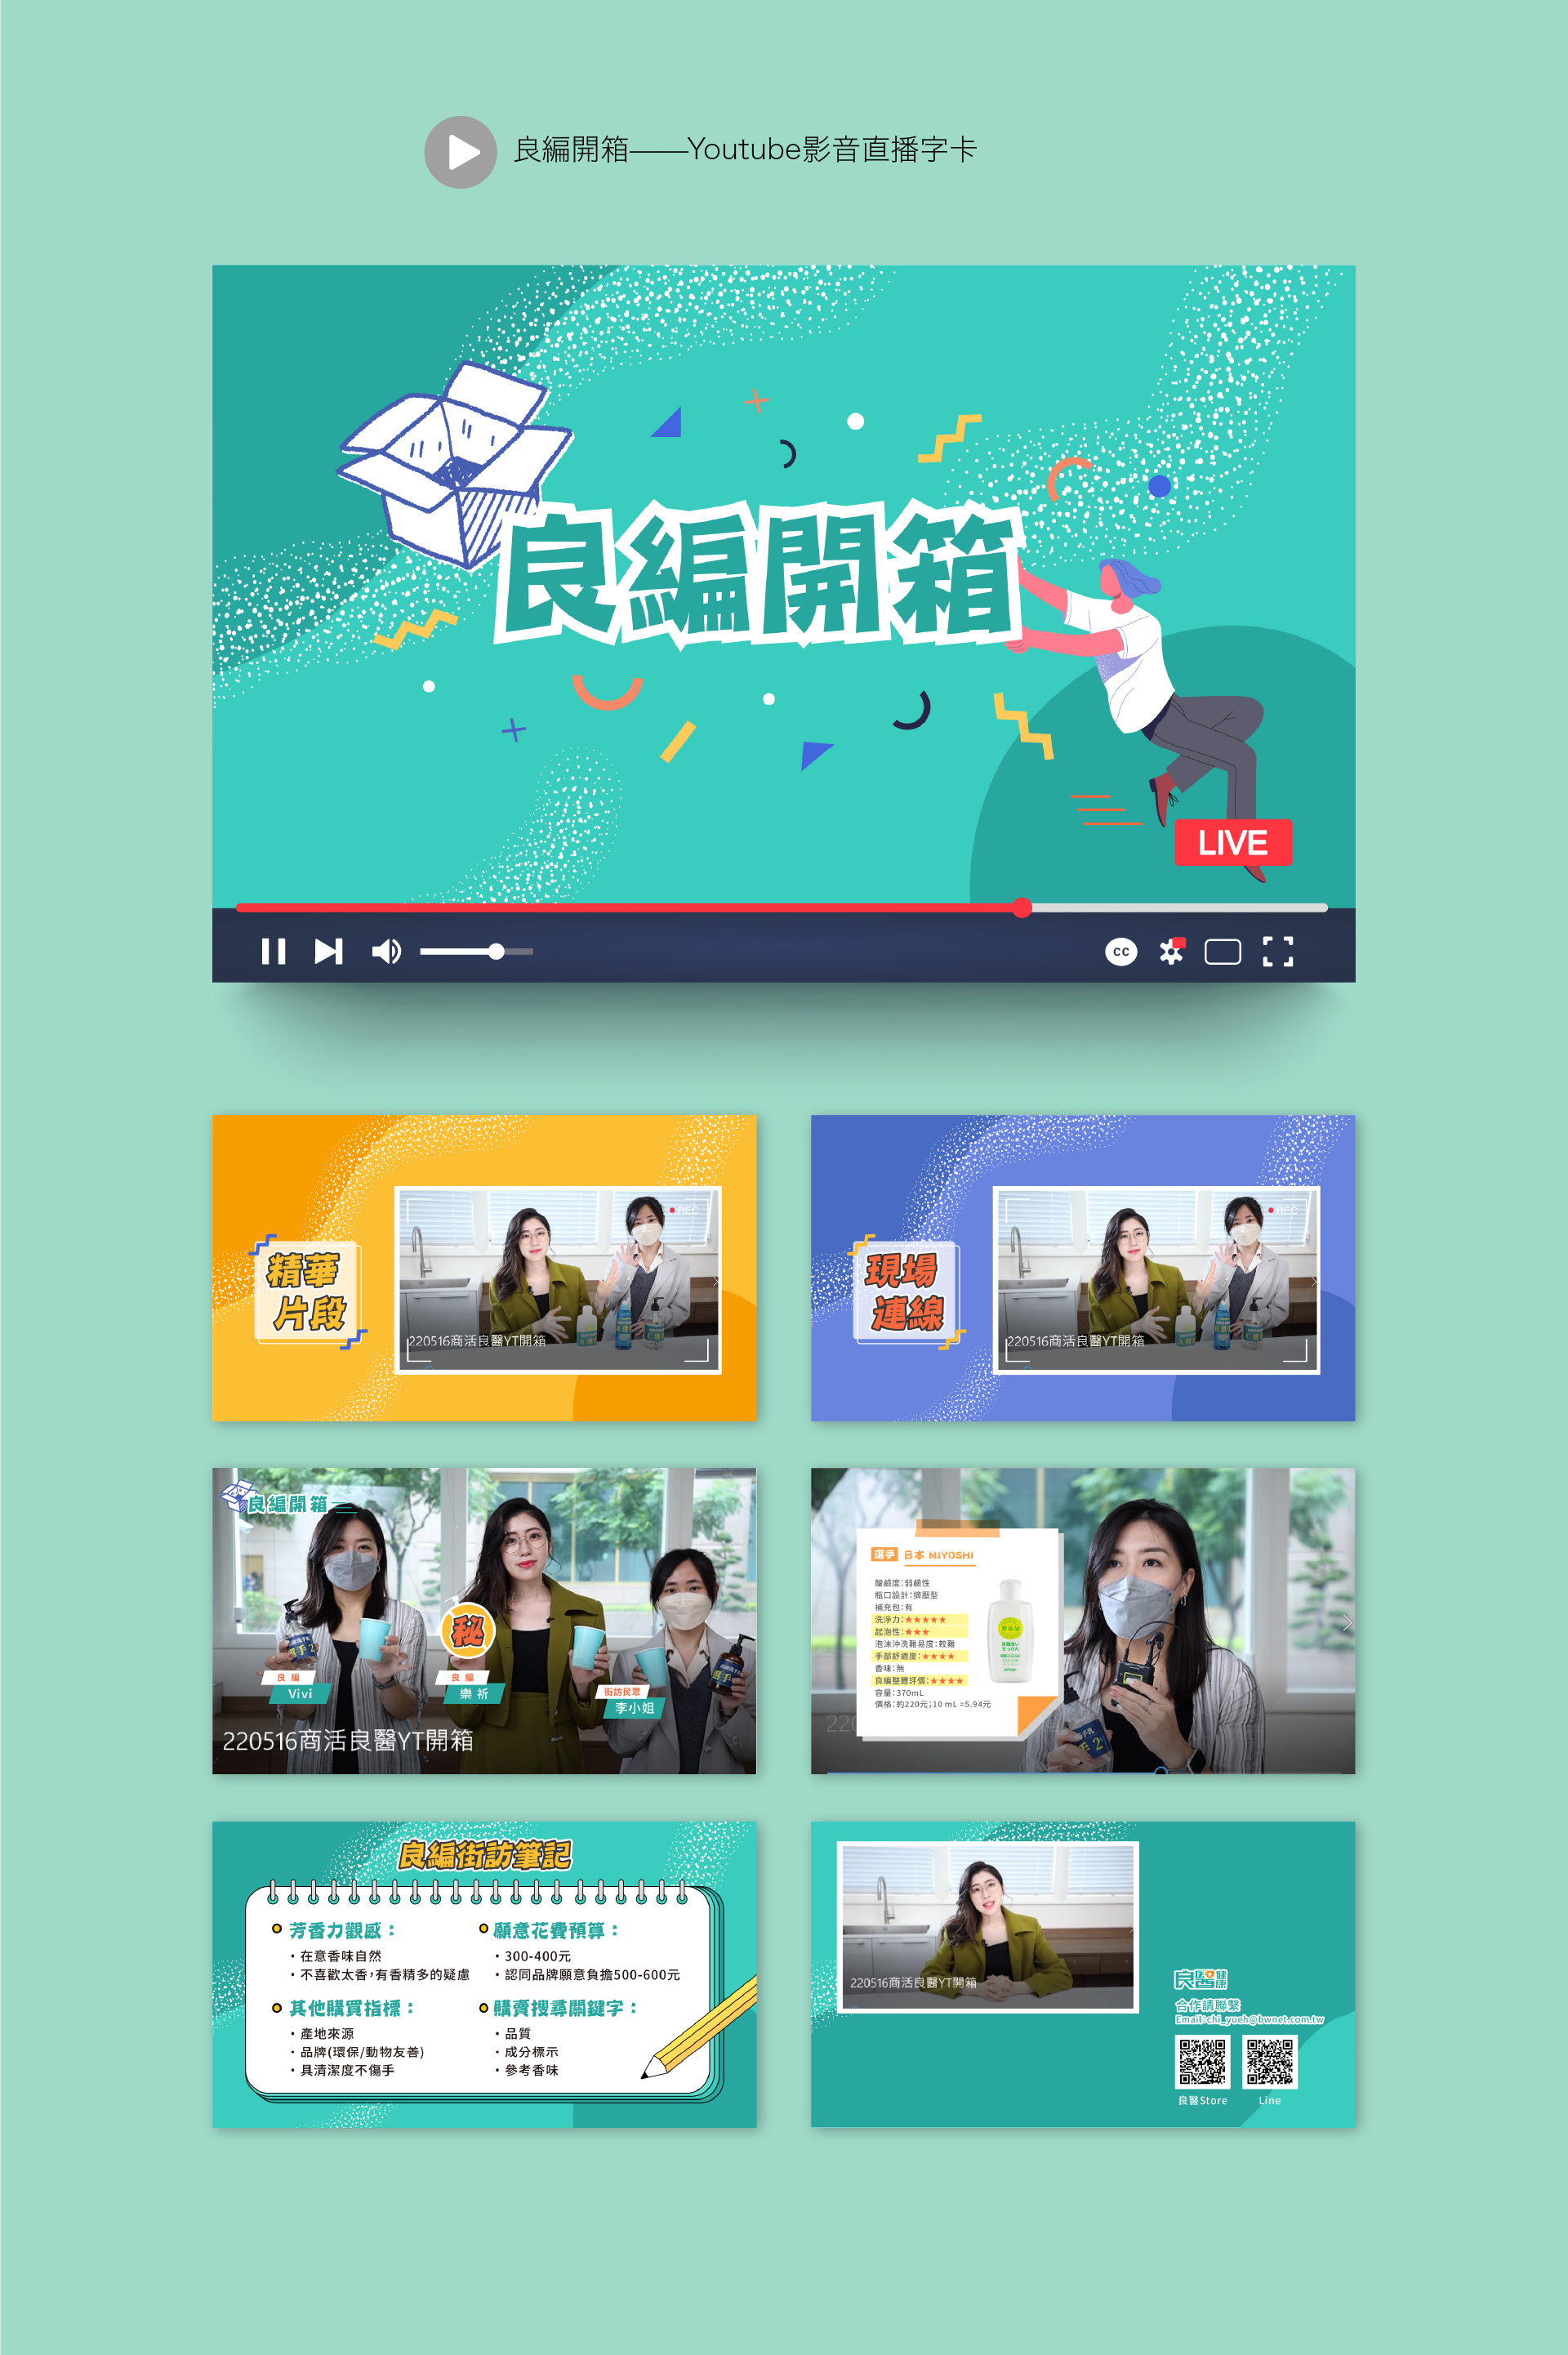 良編開箱——Youtube影音直播字卡
良編開箱
LIVE
CC
精華
片段
REC
220516商活良醫YT開箱
現場
連線
REC
220516商活良醫YT開箱
良編開箱
秘
選手2
選手
良編
Vivi
良編
樂祈
街訪民眾
李小姐
220516商活良醫YT開箱
選手 日本 MIYOSHI
酸鹼度:弱鹼性
瓶口設計:擠壓型
補充包:有
洗淨力:★★★★★
起泡性:★★★
泡沫沖洗難易度:較難
手部舒適度:★★★★
香味:無
良編整體評價:★★★★
容量:370mL
價格:約220元;10 mL =5.94元
220
手2
良編街訪筆記
芳香力觀感:
・在意香味自然
・不喜歡太香,有香精多的疑慮
願意花費預算:
・300-400元
・認同品牌願意負擔500-600元
其他購買指標:
・產地來源
・品牌(環保/動物友善)
・具清潔度不傷手
購賣搜尋關鍵字:
・品質
・成分標示
・參考香味
220516商活良醫YT開箱
良醫健康
合作請聯繫
Email:chi_yueh@bwnet.com.tw
良醫Store
Line